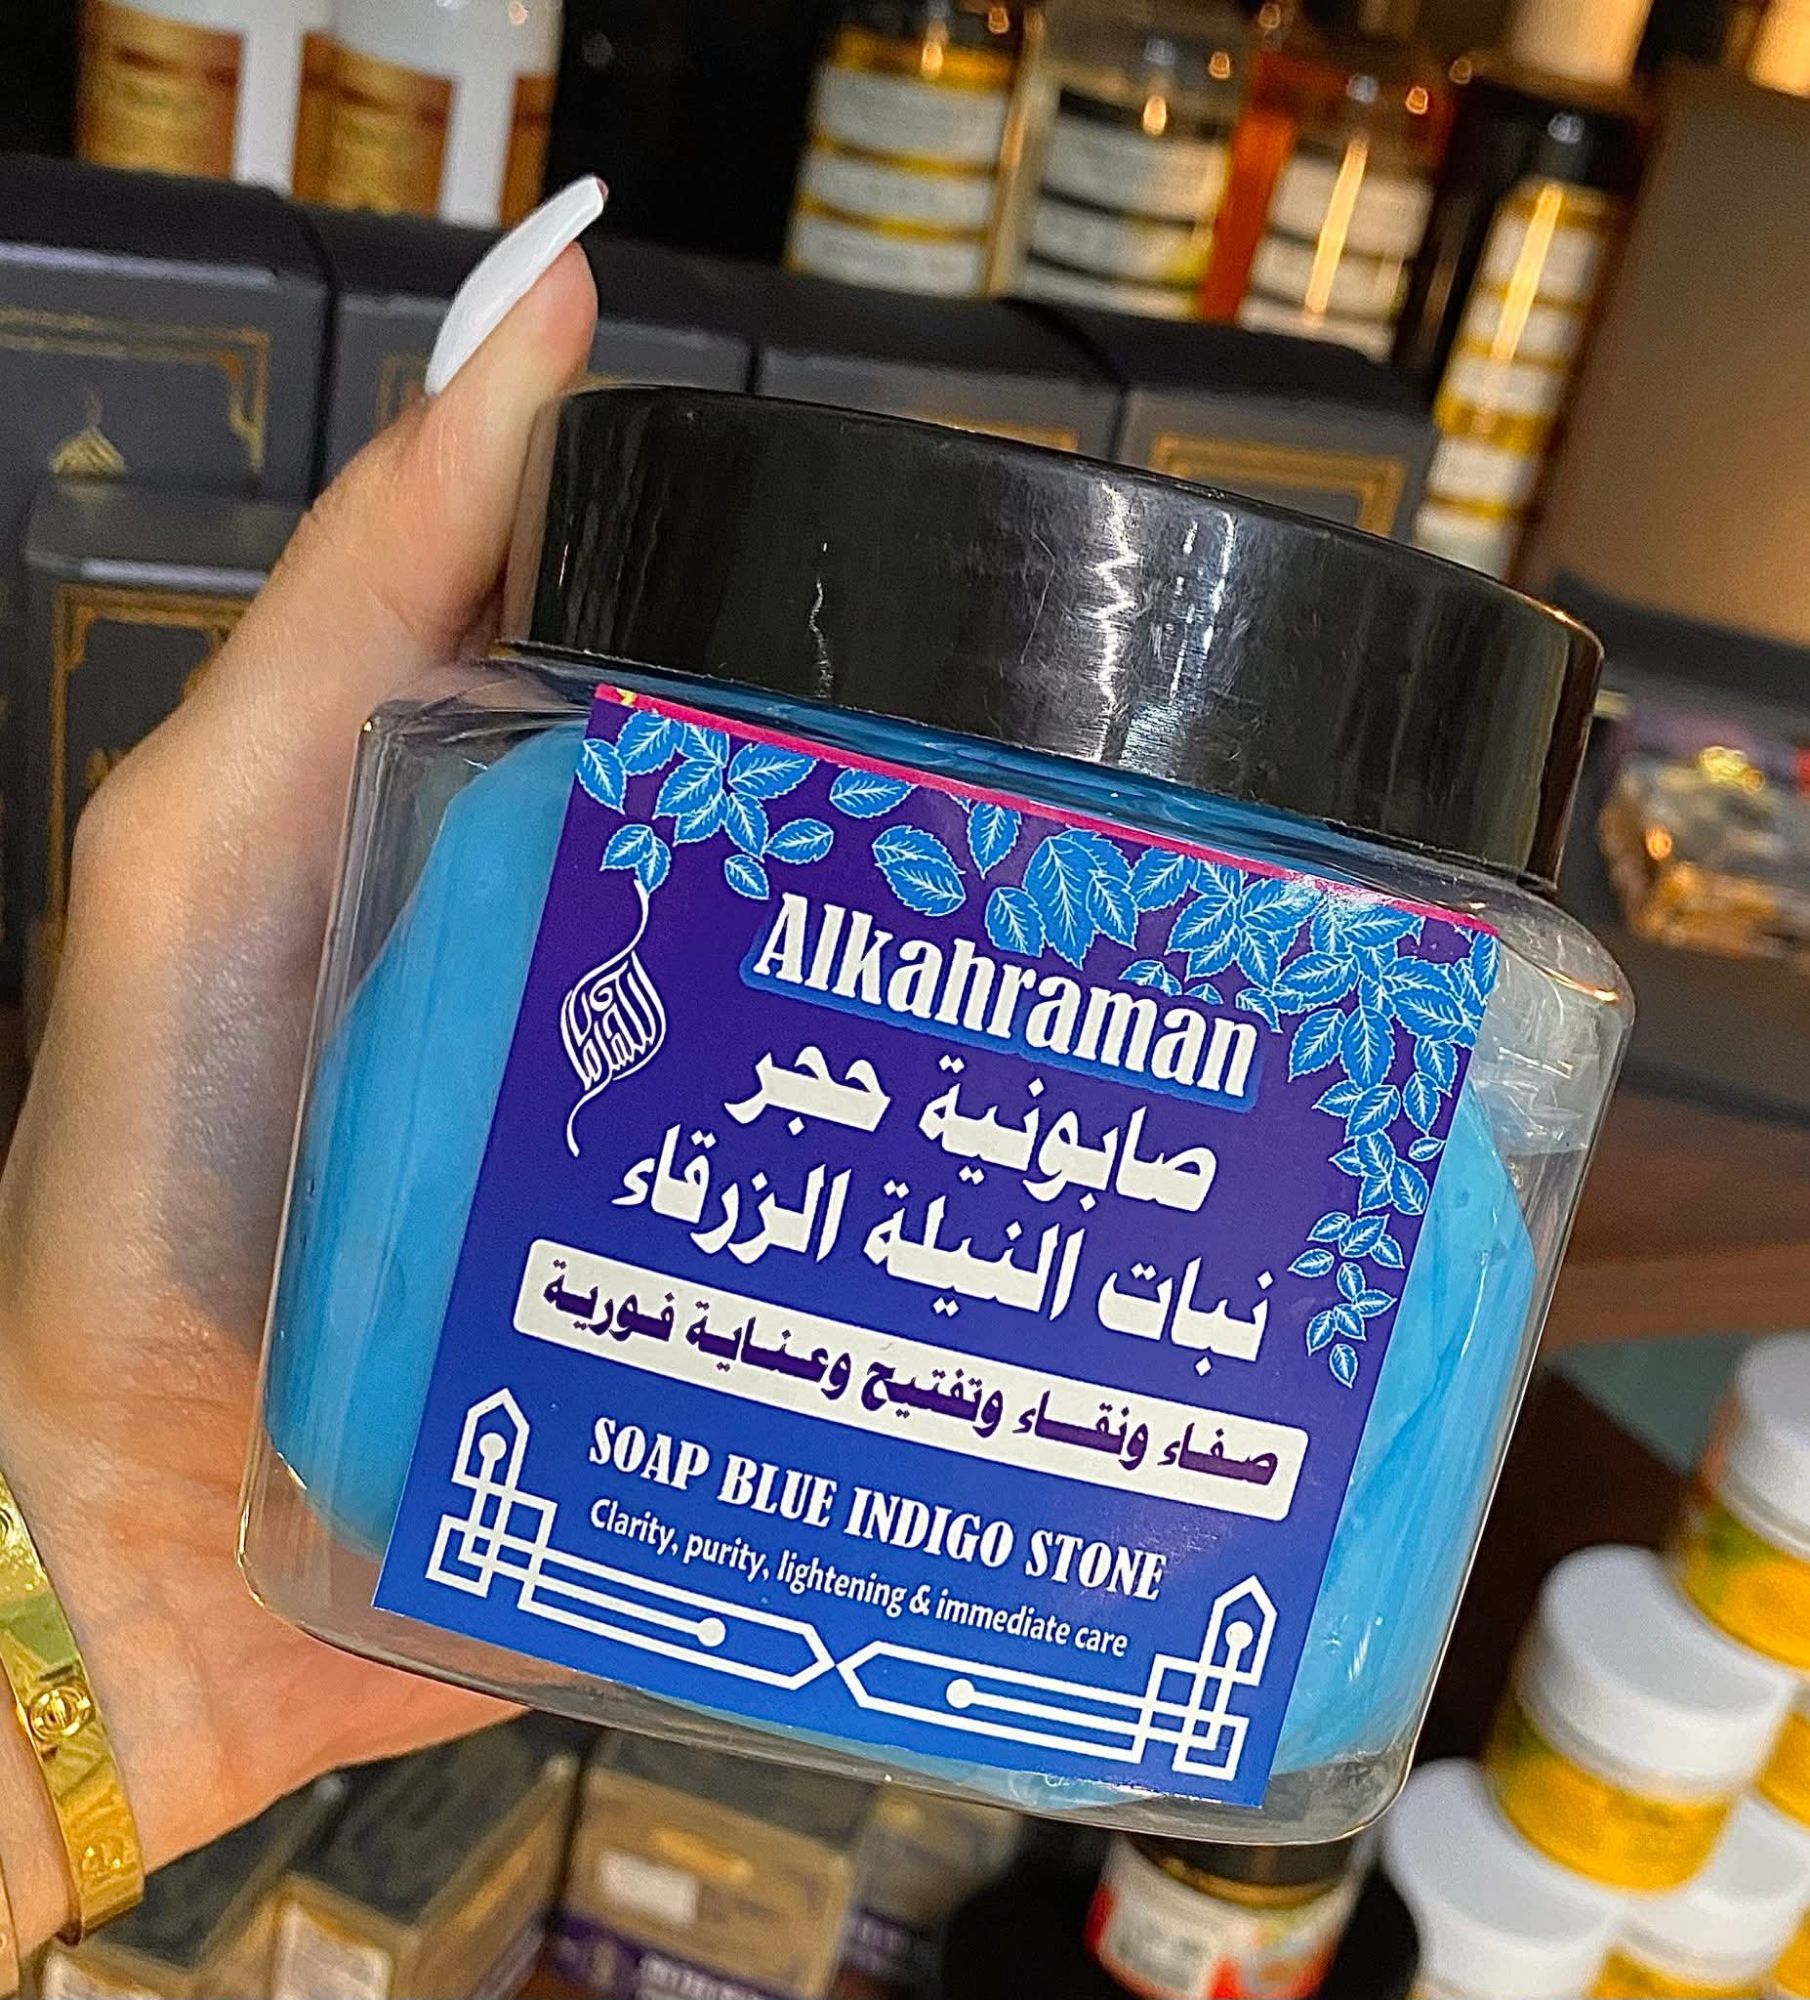 Alkahraman
صابونية حجر
نبات النيلة الزرقاء
صفاء ونقاء وتفتيح وعناية فورية
SOAP BLUE INDIGO STONE
Clarity, purity, lightening & immediate care